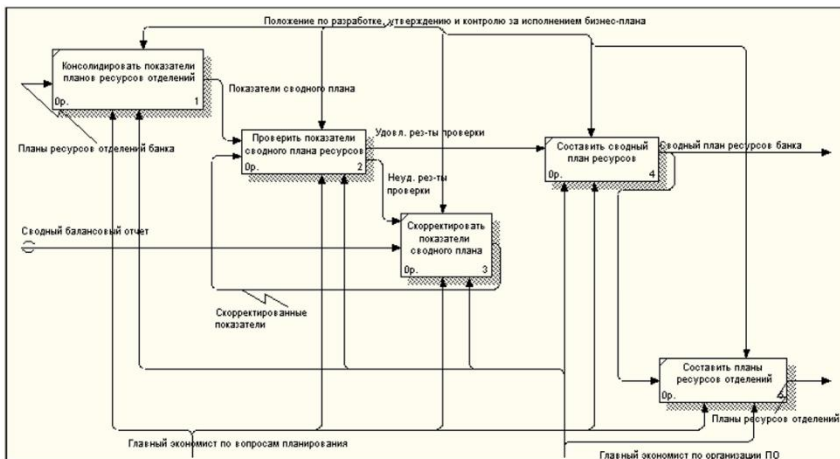 Положение по разработке, утверждению и контролю за исполнением бизнес-плана
Консолидировать показатели
планов ресурсов отделений
0р. 1
Показатели сводного плана
Планы ресурсов отделений банка
Проверить показатели
сводного плана ресурсов
0р. 2
Удовл. рез-ты проверки
Неуд. рез-ты
проверки
Составить сводный
план ресурсов
0р. 4
Сводный план ресурсов банка
Сводный балансовый отчет
Скорректировать
показатели
сводного плана
0р. 3
Скорректированные
показатели
Составить планы
ресурсов отделений
0р.
Планы ресурсов отделений
Главный экономист по вопросам планирования
Главный экономист по организации ПО